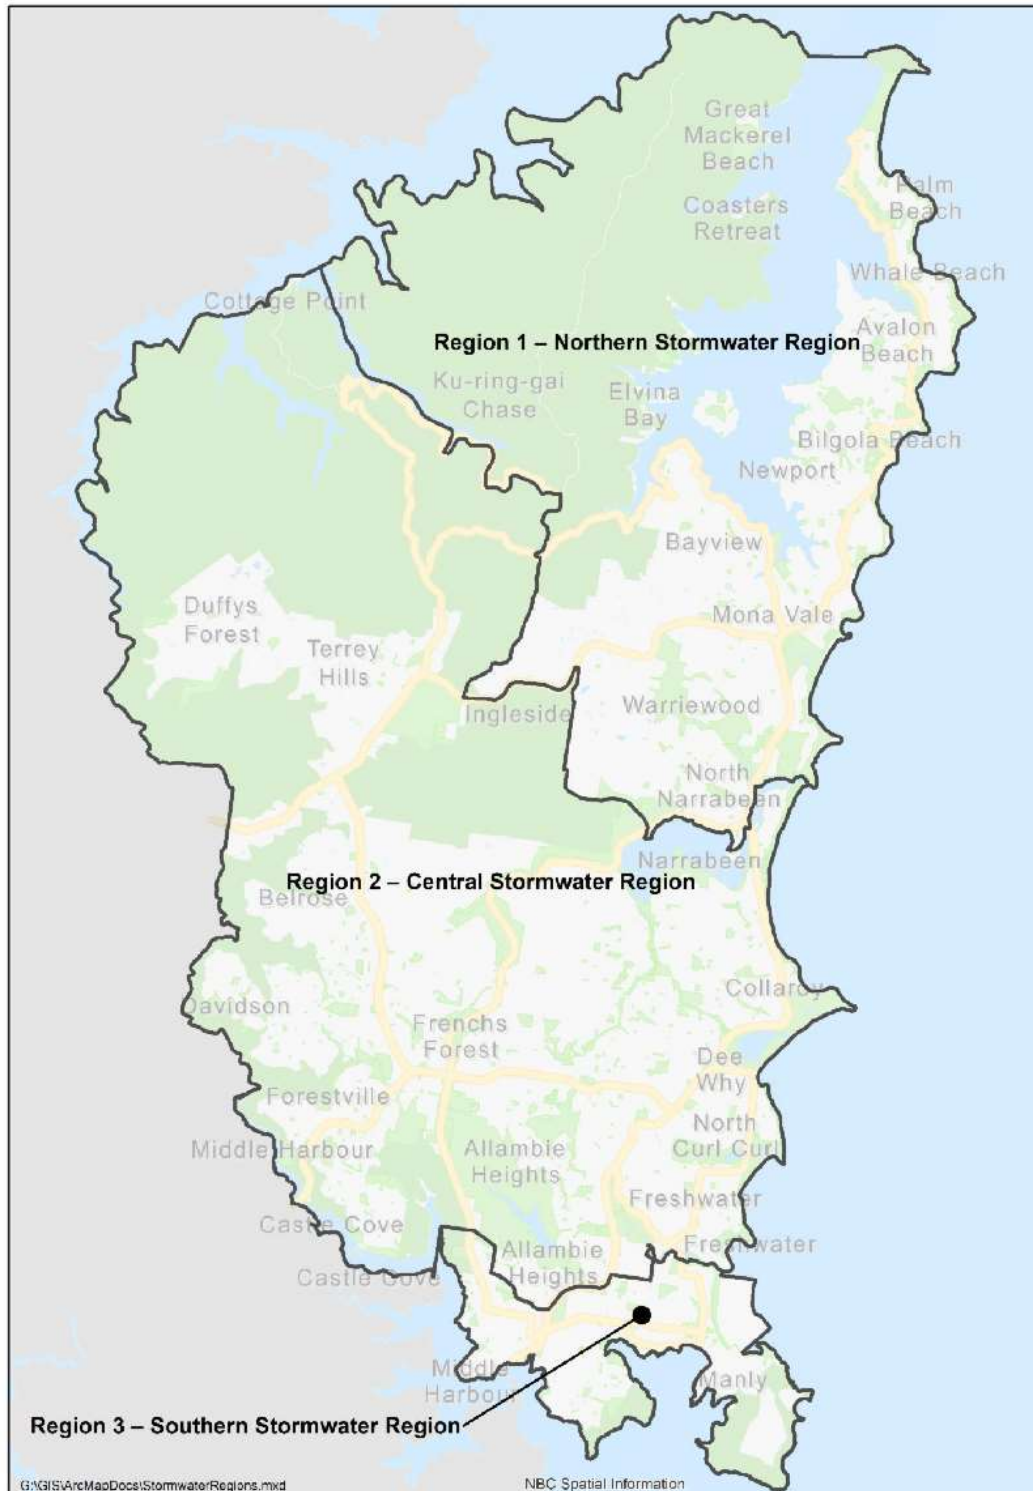 Great
Mackerel
Beach
Palm
Beach
Coasters
Retreat
Whale Beach
Cottage Point
Avalon
Beach
Region 1 – Northern Stormwater Region
Ku-ring-gai
Chase
Elvina
Bay
Bilgola Beach
Newport
Bayview
Duffys
Forest
Mona Vale
Terrey
Hills
Warriewood
Ingleside
North
Narrabeen
Narrabeen
Region 2 – Central Stormwater Region
Belrose
Collaroy
Davidson
Frenchs
Forest
Dee
Why
Forestville
North
Curl Curl
Middle Harbour
Allambie
Heights
Freshwater
Castle Cove
Freshwater
Allambie
Heights
Castle Cove
Middle
Harbour
Manly
Region 3 – Southern Stormwater Region
G:\GIS\ArcMapDocs\StormwaterRegions.mxd
NBC Spatial Information